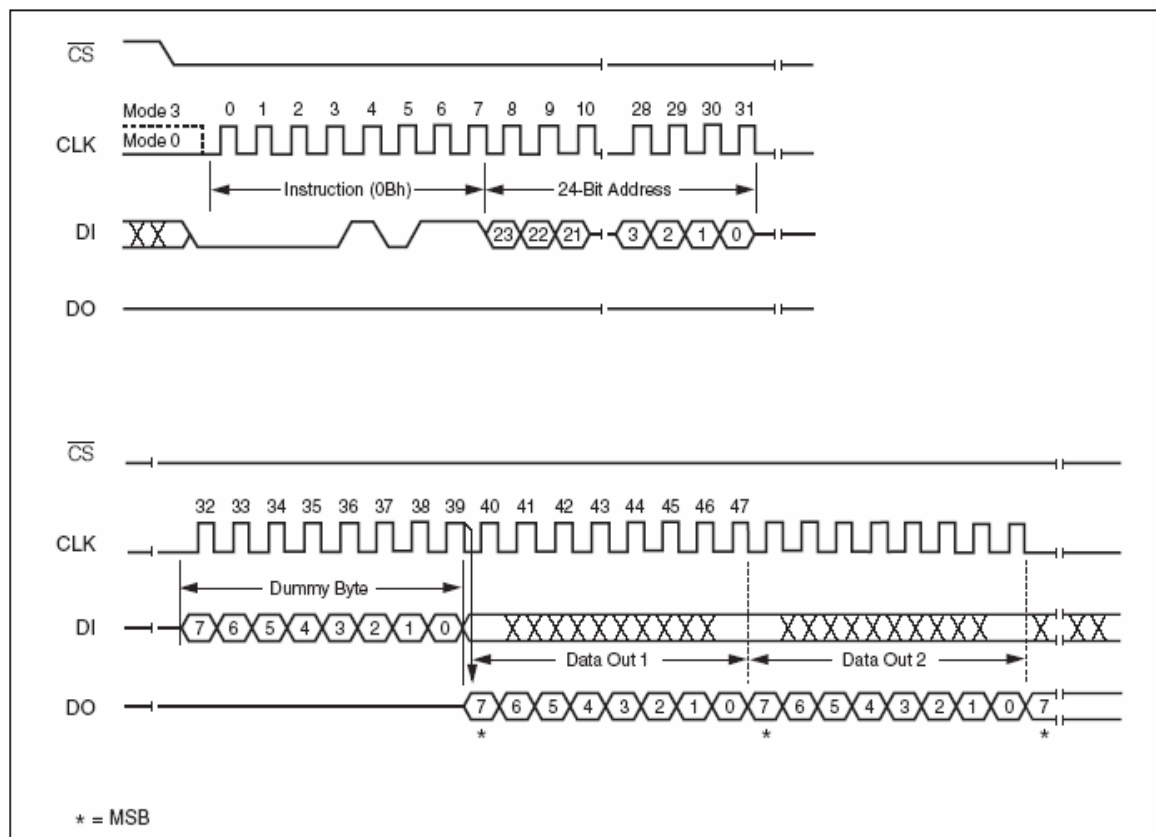 CS
Mode 3 0 1 2 3 4 5 6 7 8 9 10 28 29 30 31
CLK Mode 0
Instruction (0Bh) 24-Bit Address
DI 23 22 21 3 2 1 0
DO
CS
32 33 34 35 36 37 38 39 40 41 42 43 44 45 46 47
CLK
Dummy Byte
DI 7 6 5 4 3 2 1 0
Data Out 1 Data Out 2
DO 7 6 5 4 3 2 1 0 7 6 5 4 3 2 1 0 7
* * *
* = MSB